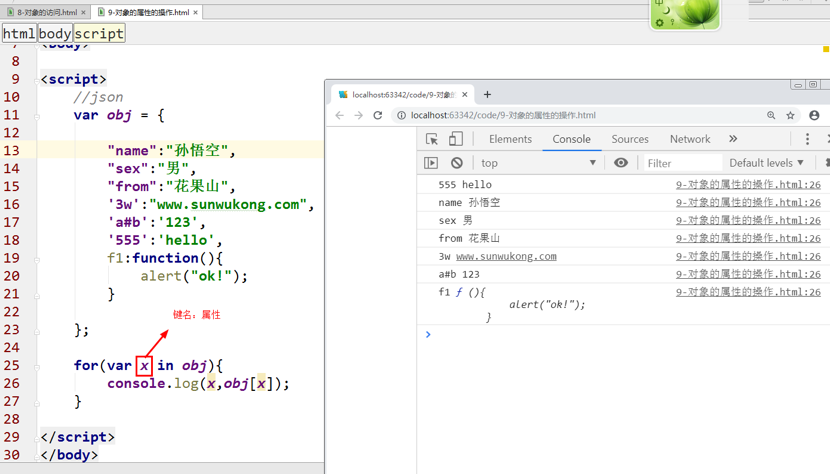 8-对象的访问.html
9-对象的属性的操作.html
html body script
7 <body>
8
9 <script>
10 //json
11 var obj = {
12
13 "name":"孙悟空",
14 "sex":"男",
15 "from":"花果山",
16 '3w':"www.sunwukong.com",
17 'a#b':'123',
18 '555':'hello',
19 f1:function(){
20 alert("ok!");
21 }
22
键名：属性
23 };
24
25 for(var x in obj){
26 console.log(x,obj[x]);
27 }
28
29 </script>
30 </body>
中
localhost:63342/code/9-对象的
localhost:63342/code/9-对象的属性的操作.html
Elements Console Sources Network
top Filter Default levels
555 hello 9-对象的属性的操作.html:26
name 孙悟空 9-对象的属性的操作.html:26
sex 男 9-对象的属性的操作.html:26
from 花果山 9-对象的属性的操作.html:26
3w www.sunwukong.com 9-对象的属性的操作.html:26
a#b 123 9-对象的属性的操作.html:26
f1 ƒ (){ 9-对象的属性的操作.html:26
alert("ok!");
}